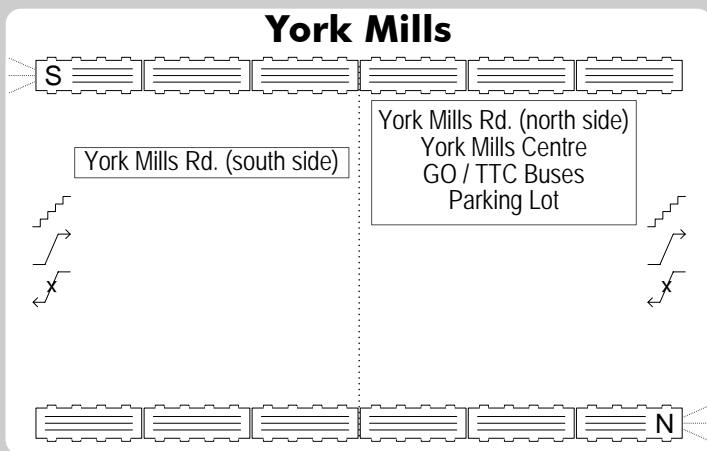 York Mills
S
York Mills Rd. (south side)
York Mills Rd. (north side)
York Mills Centre
GO / TTC Buses
Parking Lot
x
x
N